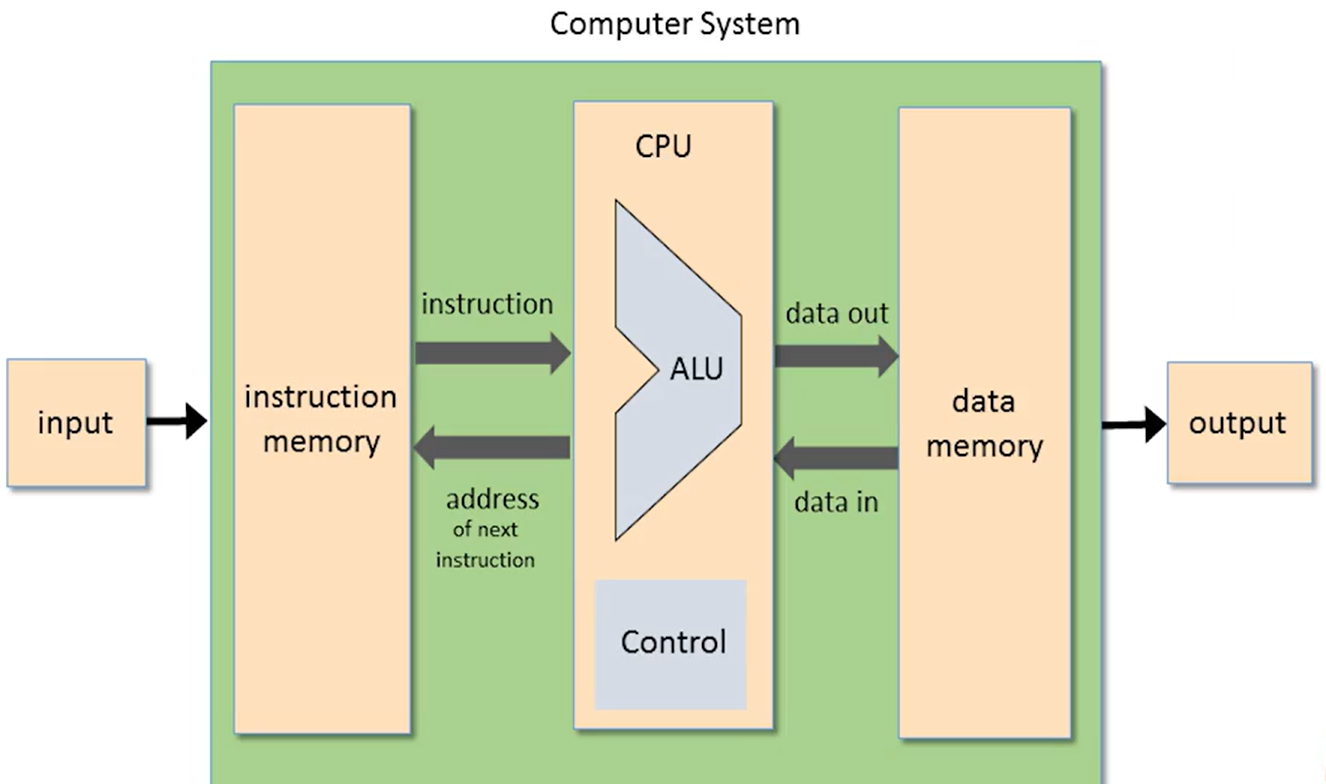 Computer System
input
instruction
memory
instruction
address
of next
instruction
CPU
ALU
Control
data out
data in
data
memory
output